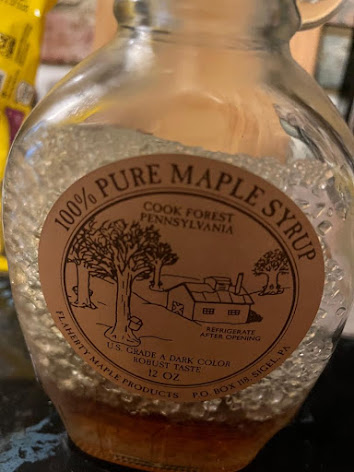 100% PURE MAPLE SYRUP
COOK FOREST
PENNSYLVANIA
REFRIGERATE
AFTER OPENING
U.S. GRADE A DARK COLOR
ROBUST TASTE
12 OZ
FLAHERTY MAPLE PRODUCTS P.O. BOX 118, SIGEL, PA